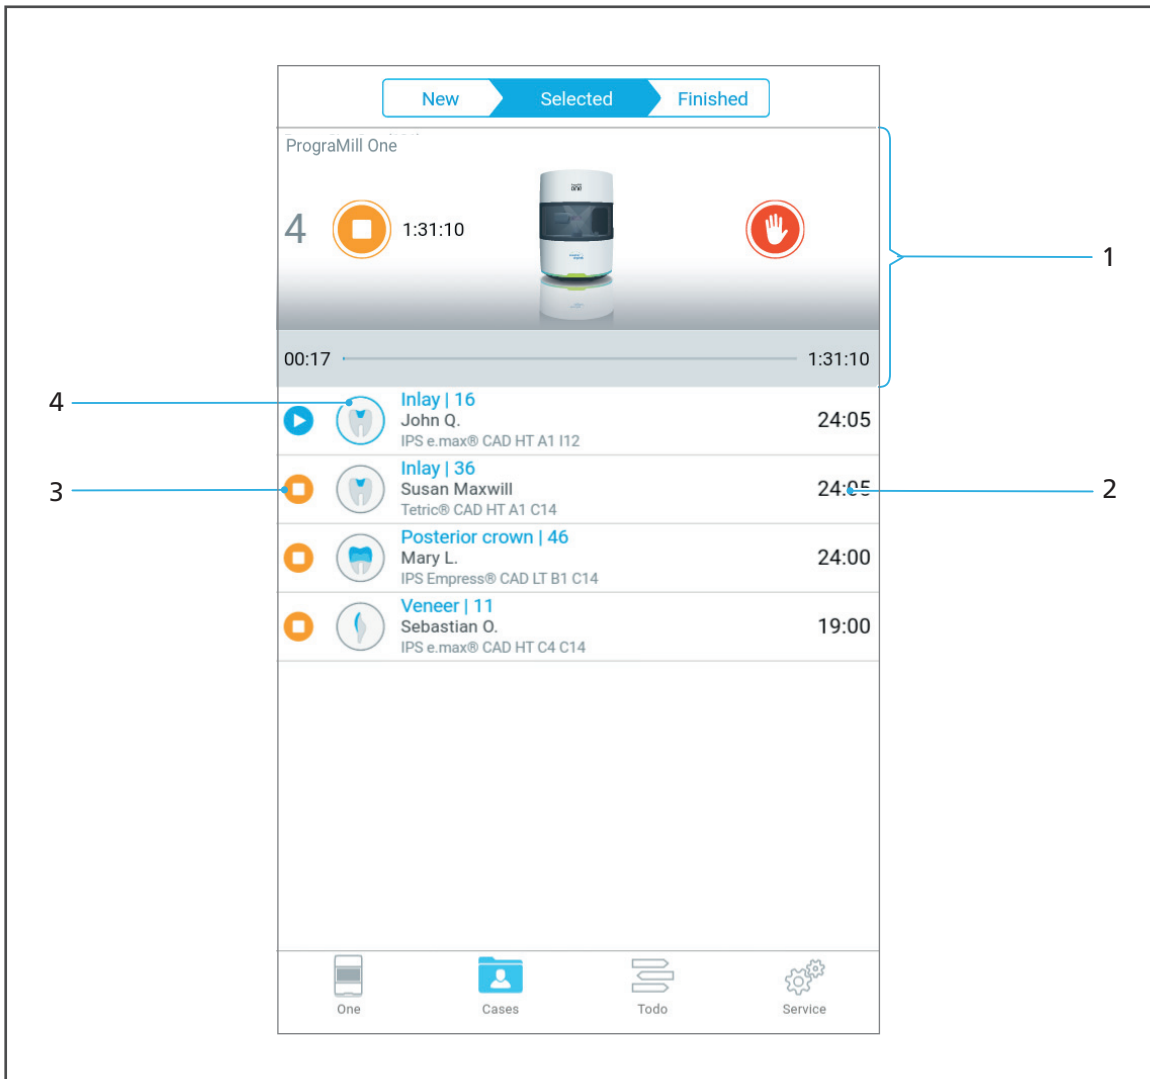 New Selected Finished
PrograMill One
one
4 1:31:10
1
00:17 1:31:10
4
Inlay | 16
John Q. 24:05
IPS e.max® CAD HT A1 I12
Inlay | 36
3 Susan Maxwill 24:05 2
Tetric® CAD HT A1 C14
Posterior crown | 46
Mary L. 24:00
IPS Empress® CAD LT B1 C14
Veneer | 11
Sebastian O. 19:00
IPS e.max® CAD HT C4 C14
One Cases Todo Service